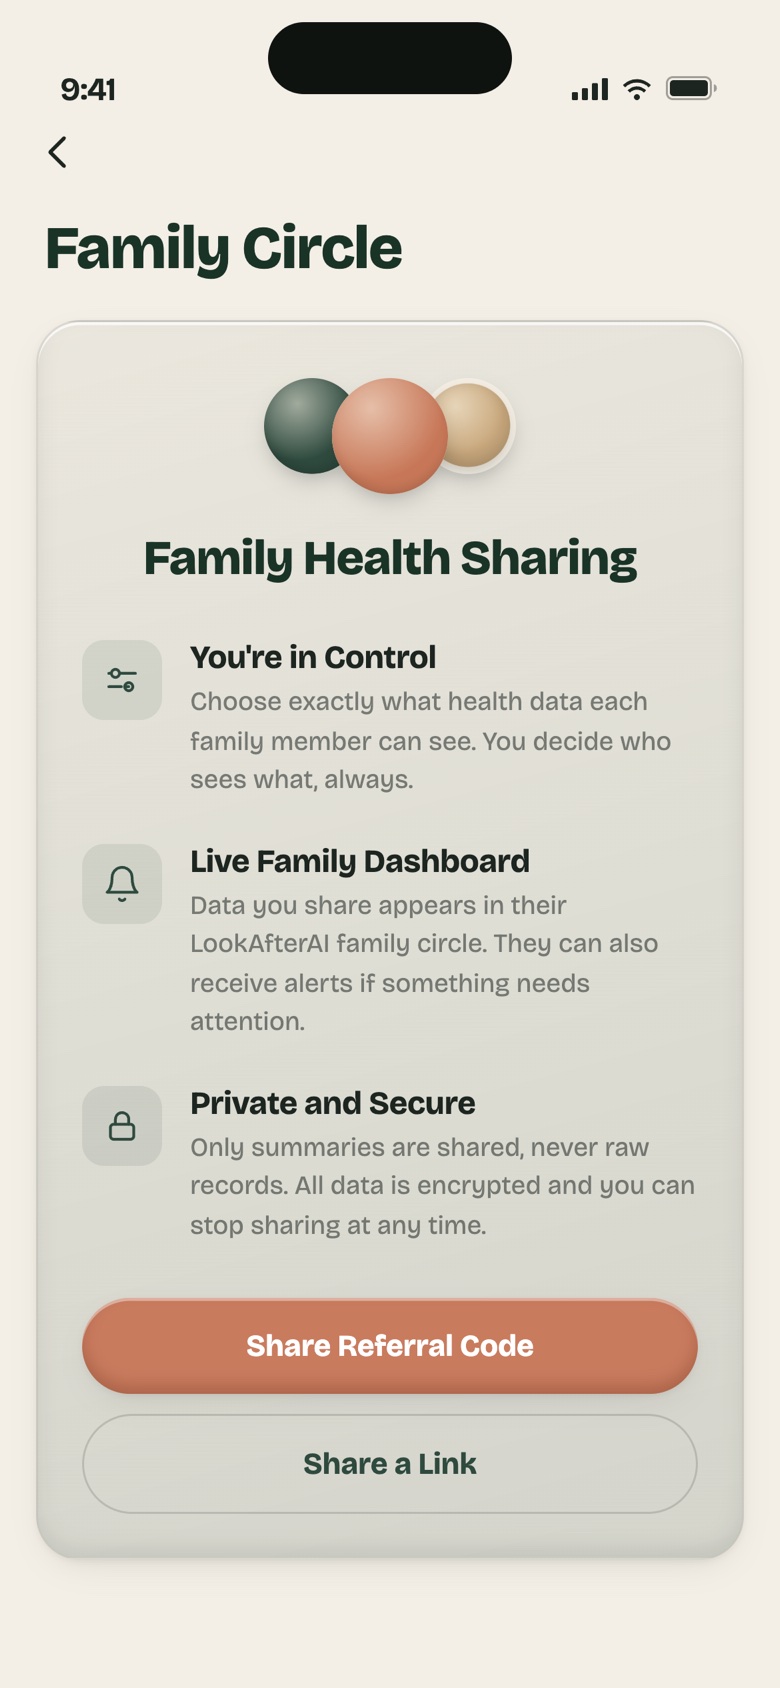 9:41
Family Circle
Family Health Sharing
You're in Control
Choose exactly what health data each
family member can see. You decide who
sees what, always.
Live Family Dashboard
Data you share appears in their
LookAfterAI family circle. They can also
receive alerts if something needs
attention.
Private and Secure
Only summaries are shared, never raw
records. All data is encrypted and you can
stop sharing at any time.
Share Referral Code
Share a Link